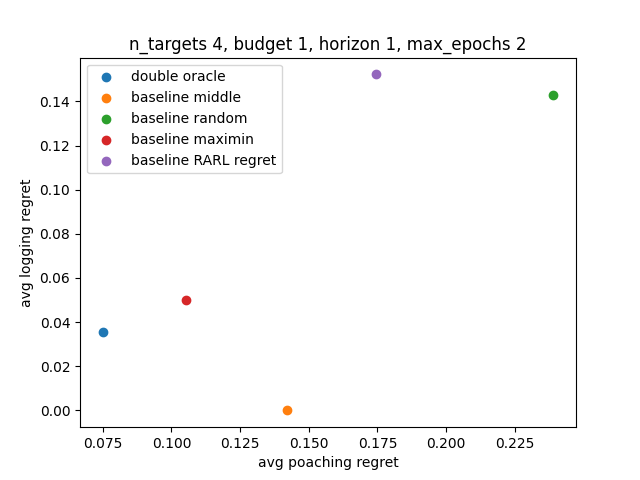 n_targets 4, budget 1, horizon 1, max_epochs 2
double oracle
baseline middle
baseline random
baseline maximin
baseline RARL regret
avg logging regret
0.14
0.12
0.10
0.08
0.06
0.04
0.02
0.00
0.075 0.100 0.125 0.150 0.175 0.200 0.225
avg poaching regret